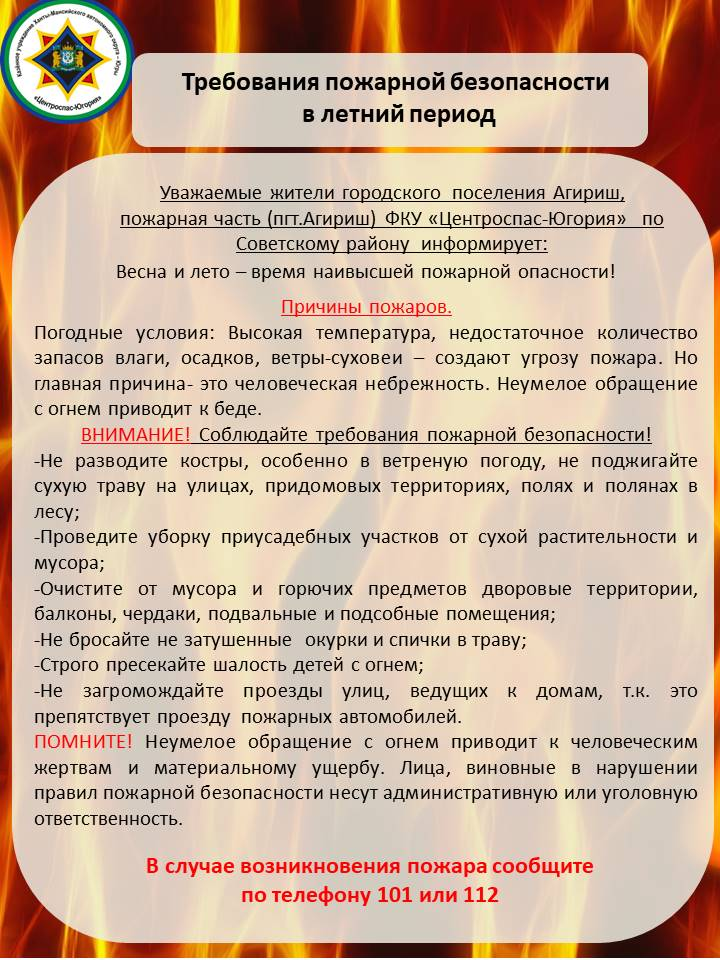 Казённое учреждение Ханты-Мансийского автономного округа - Югры
«Центроспас-Югория»
Требования пожарной безопасности
в летний период
Уважаемые жители городского поселения Агириш,
пожарная часть (пгт.Агириш) ФКУ «Центроспас-Югория» по
Советскому району информирует:
Весна и лето – время наивысшей пожарной опасности!
Причины пожаров.
Погодные условия: Высокая температура, недостаточное количество
запасов влаги, осадков, ветры-суховеи – создают угрозу пожара. Но
главная причина- это человеческая небрежность. Неумелое обращение
с огнем приводит к беде.
ВНИМАНИЕ! Соблюдайте требования пожарной безопасности!
-Не разводите костры, особенно в ветреную погоду, не поджигайте
сухую траву на улицах, придомовых территориях, полях и полянах в
лесу;
-Проведите уборку приусадебных участков от сухой растительности и
мусора;
-Очистите от мусора и горючих предметов дворовые территории,
балконы, чердаки, подвальные и подсобные помещения;
-Не бросайте не затушенные окурки и спички в траву;
-Строго пресекайте шалость детей с огнем;
-Не загромождайте проезды улиц, ведущих к домам, т.к. это
препятствует проезду пожарных автомобилей.
ПОМНИТЕ! Неумелое обращение с огнем приводит к человеческим
жертвам и материальному ущербу. Лица, виновные в нарушении
правил пожарной безопасности несут административную или уголовную
ответственность.
В случае возникновения пожара сообщите
по телефону 101 или 112